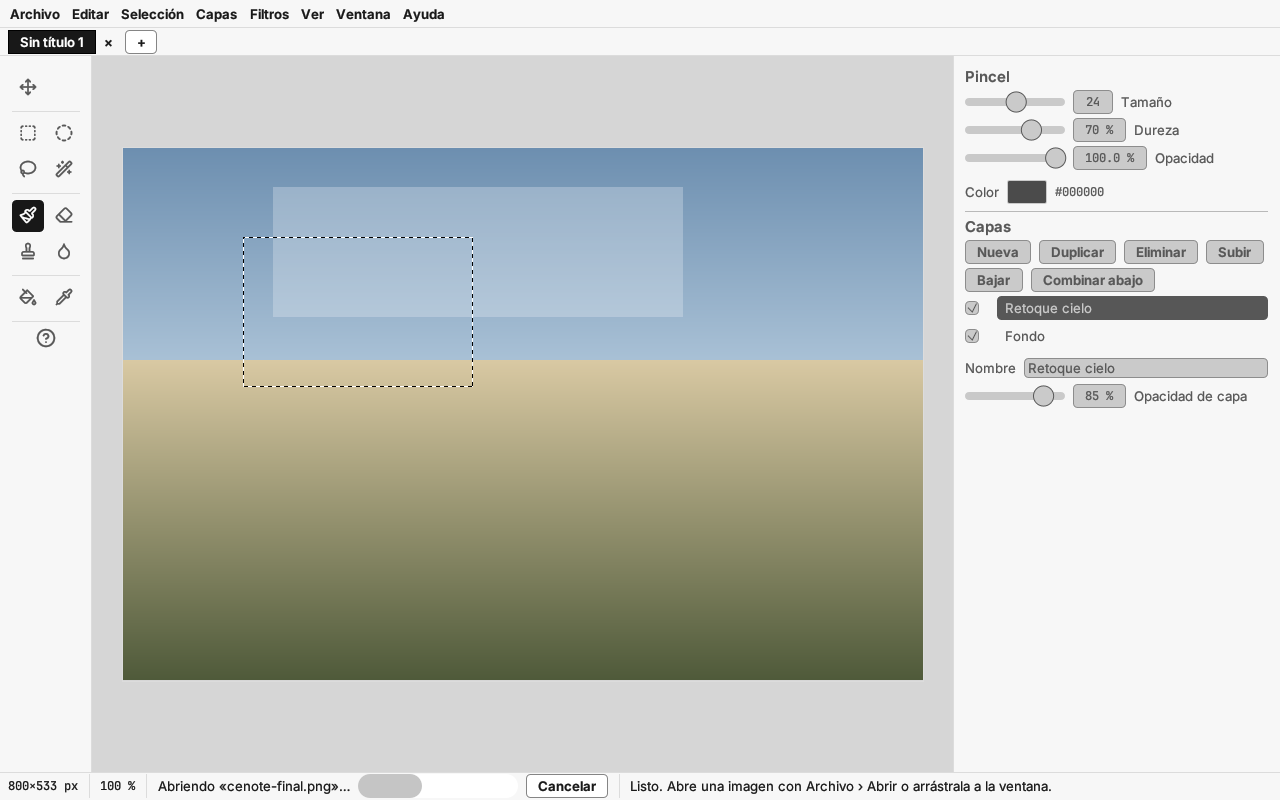 Archivo Editar Selección Capas Filtros Ver Ventana Ayuda
Sin título 1 × +
Pincel
24 Tamaño
70 % Dureza
100.0 % Opacidad
Color #000000
Capas
Nueva Duplicar Eliminar Subir
Bajar Combinar abajo
Retoque cielo
Fondo
Nombre Retoque cielo
85 % Opacidad de capa
800×533 px 100 % Abriendo «cenote-final.png»... Cancelar Listo. Abre una imagen con Archivo › Abrir o arrástrala a la ventana.